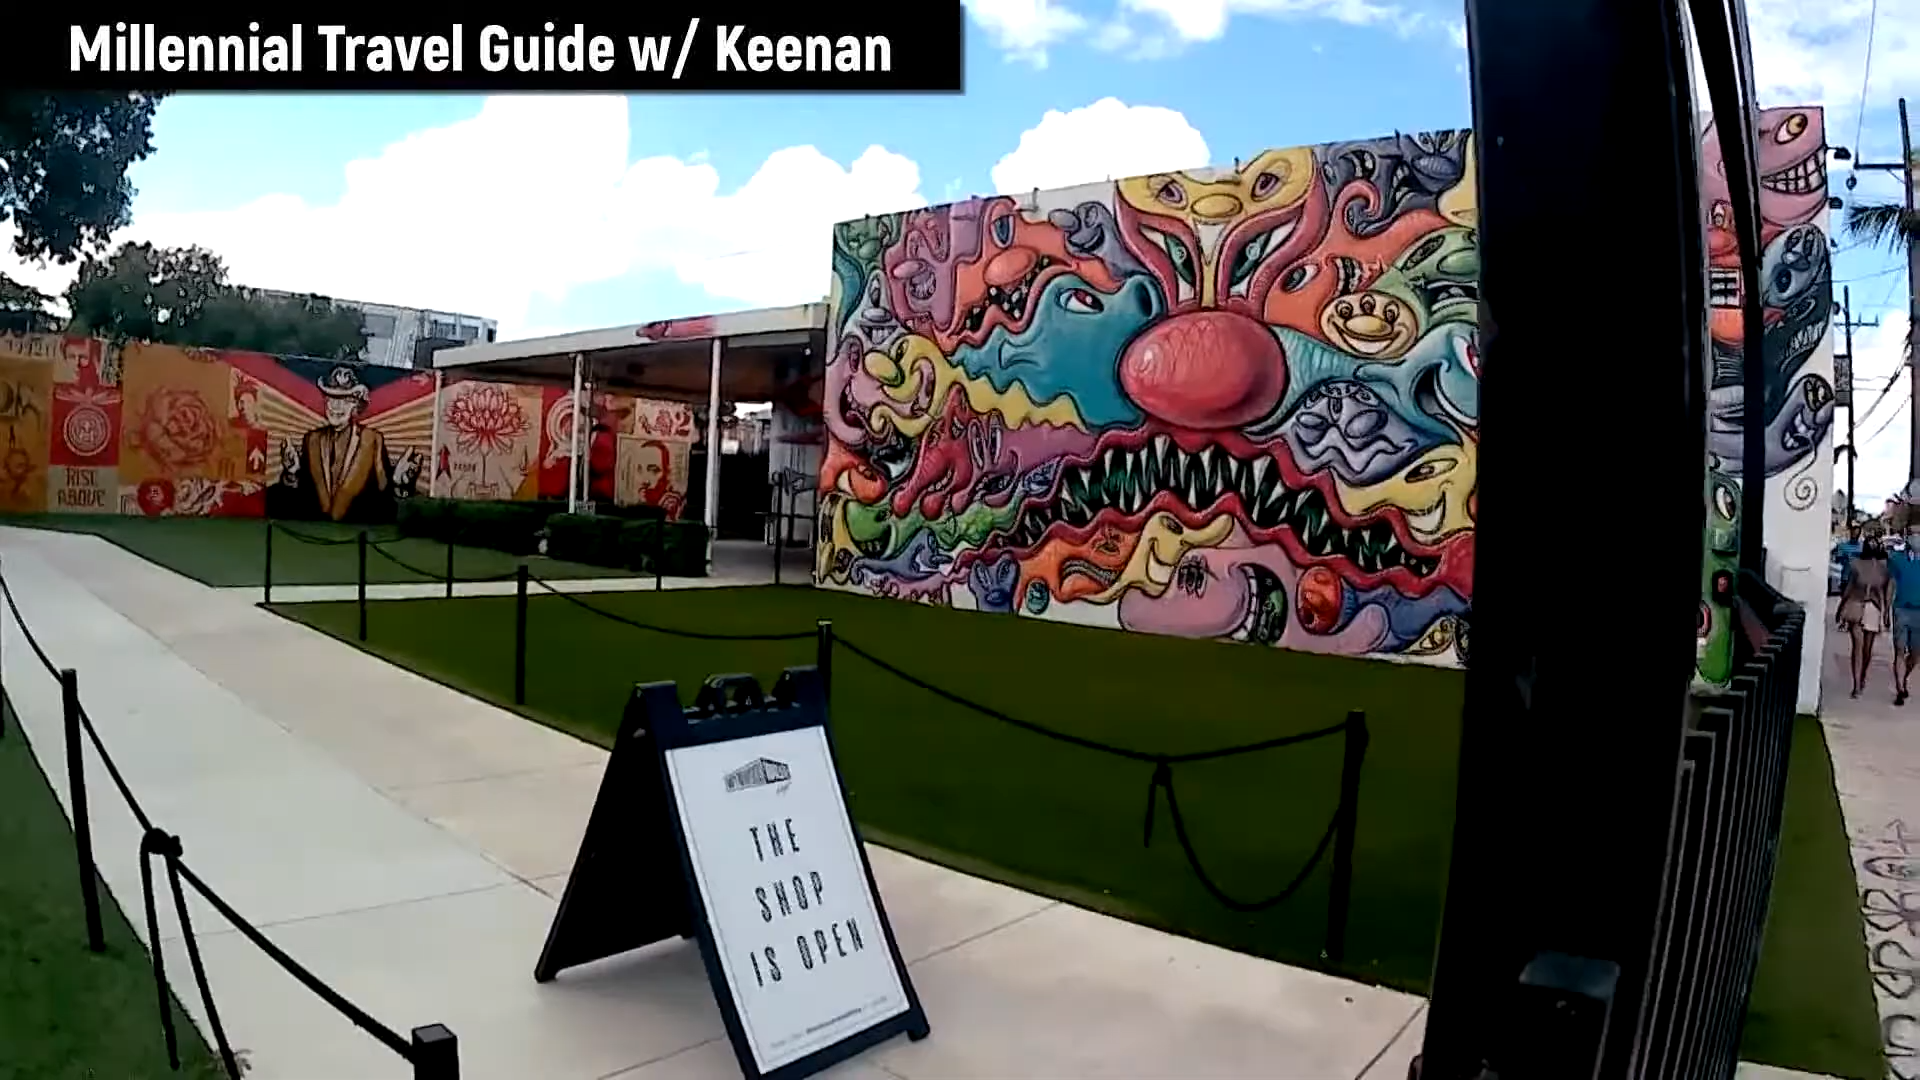 Millennial Travel Guide w/ Keenan
RISE
ABOVE
THE
SHOP
IS OPEN